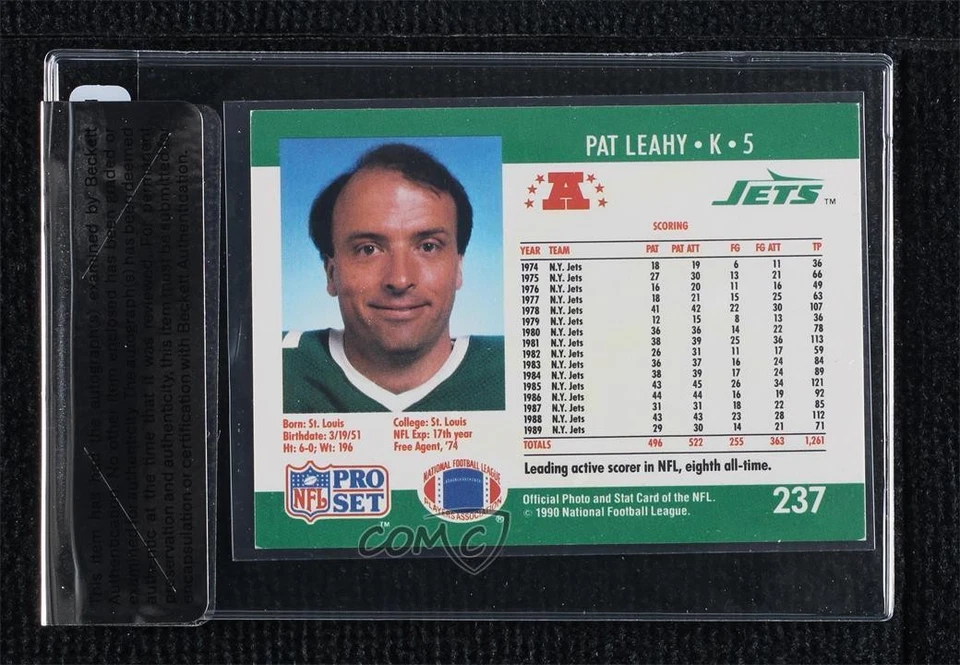 PAT LEAHY • K • 5
A
JETS™
SCORING
YEAR TEAM PAT PAT ATT FG FG ATT TP
1974 N.Y. Jets 18 19 6 11 36
1975 N.Y. Jets 27 30 13 21 66
1976 N.Y. Jets 16 20 11 16 49
1977 N.Y. Jets 18 21 15 25 63
1978 N.Y. Jets 41 42 22 30 107
1979 N.Y. Jets 12 15 8 13 36
1980 N.Y. Jets 36 36 14 22 78
1981 N.Y. Jets 38 39 25 36 113
1982 N.Y. Jets 26 31 11 17 59
1983 N.Y. Jets 36 37 16 24 84
1984 N.Y. Jets 38 39 17 24 89
1985 N.Y. Jets 43 45 26 34 121
1986 N.Y. Jets 44 44 16 19 92
1987 N.Y. Jets 31 31 18 22 85
1988 N.Y. Jets 43 43 23 28 112
1989 N.Y. Jets 29 30 14 21 71
TOTALS 496 522 255 363 1,261
Leading active scorer in NFL, eighth all-time.
Born: St. Louis
Birthdate: 3/19/51
Ht: 6-0; Wt: 196
College: St. Louis
NFL Exp: 17th year
Free Agent, '74
NFL PRO SET™
NATIONAL FOOTBALL LEAGUE
PLAYERS ASSOCIATION®
Official Photo and Stat Card of the NFL.
© 1990 National Football League.
237
COMC